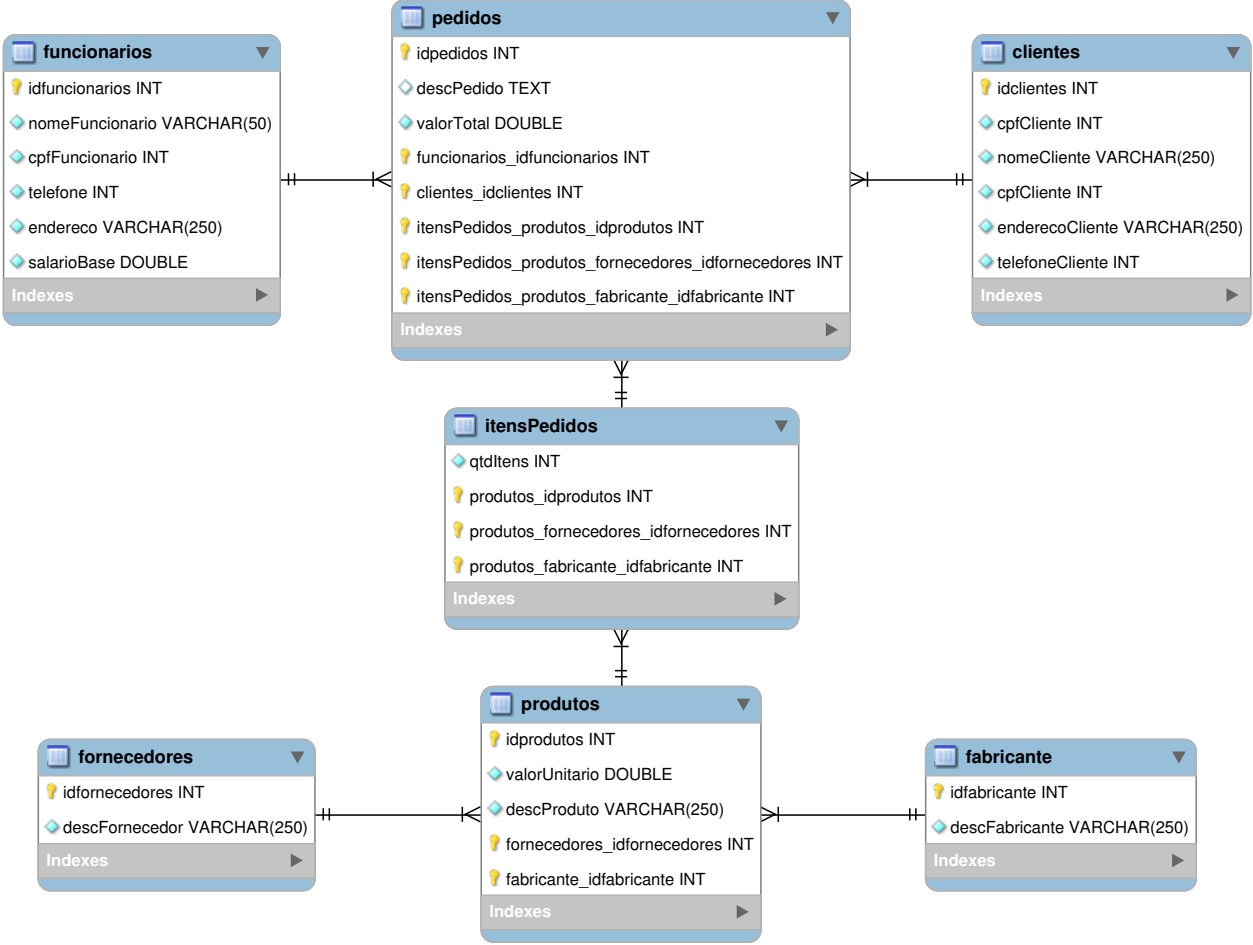 funcionarios
idfuncionarios INT
nomeFuncionario VARCHAR(50)
cpfFuncionario INT
telefone INT
endereco VARCHAR(250)
salarioBase DOUBLE
Indexes
pedidos
idpedidos INT
descPedido TEXT
valorTotal DOUBLE
funcionarios_idfuncionarios INT
clientes_idclientes INT
itensPedidos_produtos_idprodutos INT
itensPedidos_produtos_fornecedores_idfornecedores INT
itensPedidos_produtos_fabricante_idfabricante INT
Indexes
clientes
idclientes INT
cpfCliente INT
nomeCliente VARCHAR(250)
cpfCliente INT
enderecoCliente VARCHAR(250)
telefoneCliente INT
Indexes
itensPedidos
qtdItens INT
produtos_idprodutos INT
produtos_fornecedores_idfornecedores INT
produtos_fabricante_idfabricante INT
Indexes
fornecedores
idfornecedores INT
descFornecedor VARCHAR(250)
Indexes
produtos
idprodutos INT
valorUnitario DOUBLE
descProduto VARCHAR(250)
fornecedores_idfornecedores INT
fabricante_idfabricante INT
Indexes
fabricante
idfabricante INT
descFabricante VARCHAR(250)
Indexes